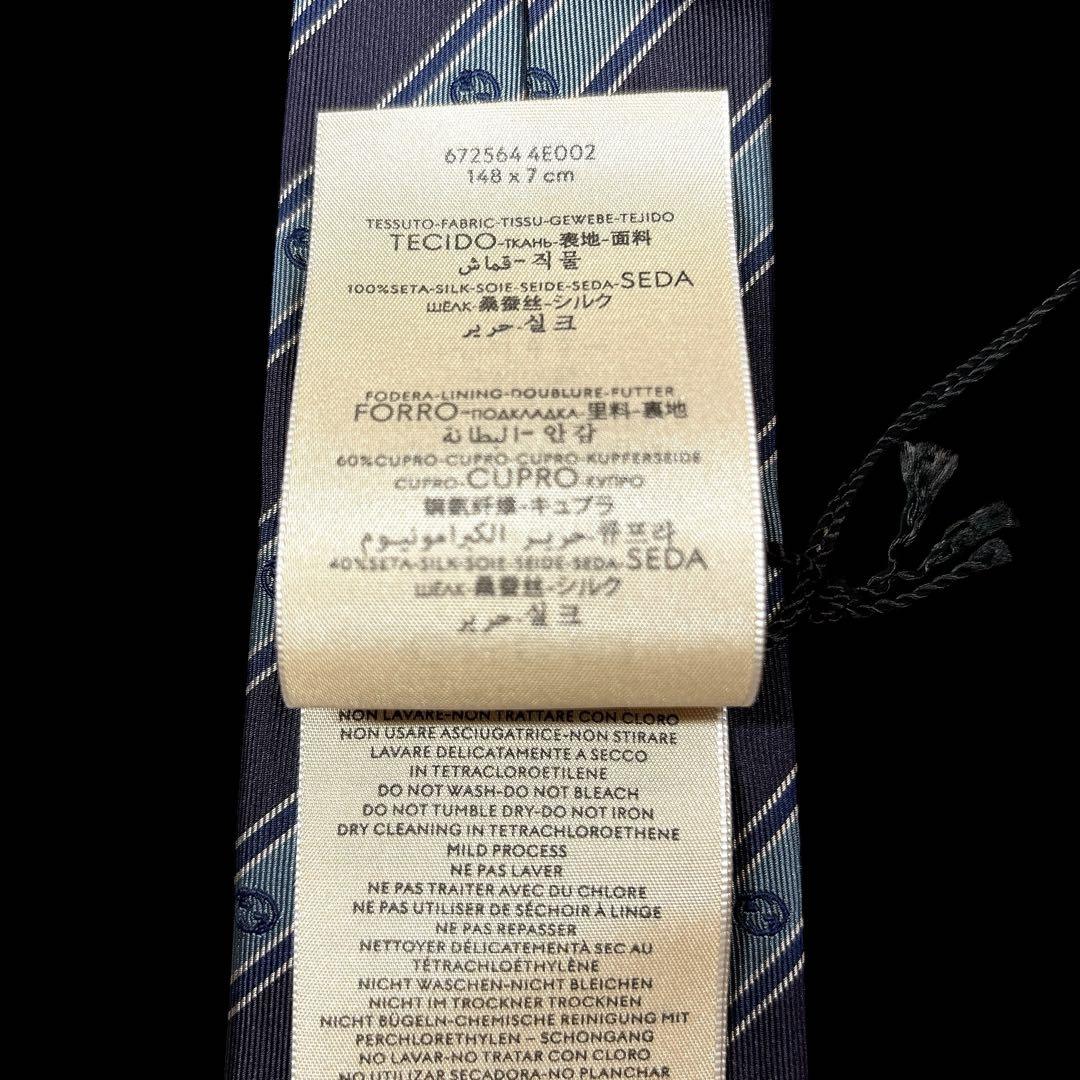 672564 4E002
148 x 7 cm
TESSUTO-FABRIC-TISSU-GEWEBE-TEJIDO
TECIDO-ТКАНЬ-表地-面料
قماش-직물
100%SETA-SILK-SOIE-SEIDE-SEDA-SEDA
ШЕЛК-桑蚕丝-シルク
حرير-실크
FODERA-LINING-DOUBLURE-FUTTER
FORRO-ПОДКЛАДКА-里料-裏地
البطانة-안감
60%CUPRO-CUPRO-CUPRO-KUPFERSEIDE
CUPRO-CUPRO-КУПРО
铜氨纤维-キュプラ
حرير الكبرامونيوم-큐프라
40%SETA-SILK-SOIE-SEIDE-SEDA-SEDA
ШЕЛК-桑蚕丝-シルク
حرير-실크
NON LAVARE-NON TRATTARE CON CLORO
NON USARE ASCIUGATRICE-NON STIRARE
LAVARE DELICATAMENTE A SECCO
IN TETRACLOROETILENE
DO NOT WASH-DO NOT BLEACH
DO NOT TUMBLE DRY-DO NOT IRON
DRY CLEANING IN TETRACHLOROETHENE
MILD PROCESS
NE PAS LAVER
NE PAS TRAITER AVEC DU CHLORE
NE PAS UTILISER DE SÉCHOIR À LINGE
NE PAS REPASSER
NETTOYER DÉLICATEMENTÀ SEC AU
TÉTRACHLOÉTHYLÈNE
NICHT WASCHEN-NICHT BLEICHEN
NICHT IM TROCKNER TROCKNEN
NICHT BÜGELN-CHEMISCHE REINIGUNG MIT
PERCHLORETHYLEN – SCHONGANG
NO LAVAR-NO TRATAR CON CLORO
NO UTILIZAR SECADORA-NO PLANCHAR